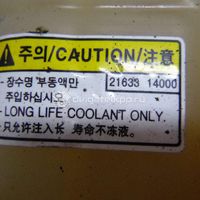 ⚠ 주의/CAUTION/注意
- 장수명 부동액만 21633 14000
주입하십시오.
- LONG LIFE COOLANT ONLY.
- 只允许注入长 寿命不冻液。